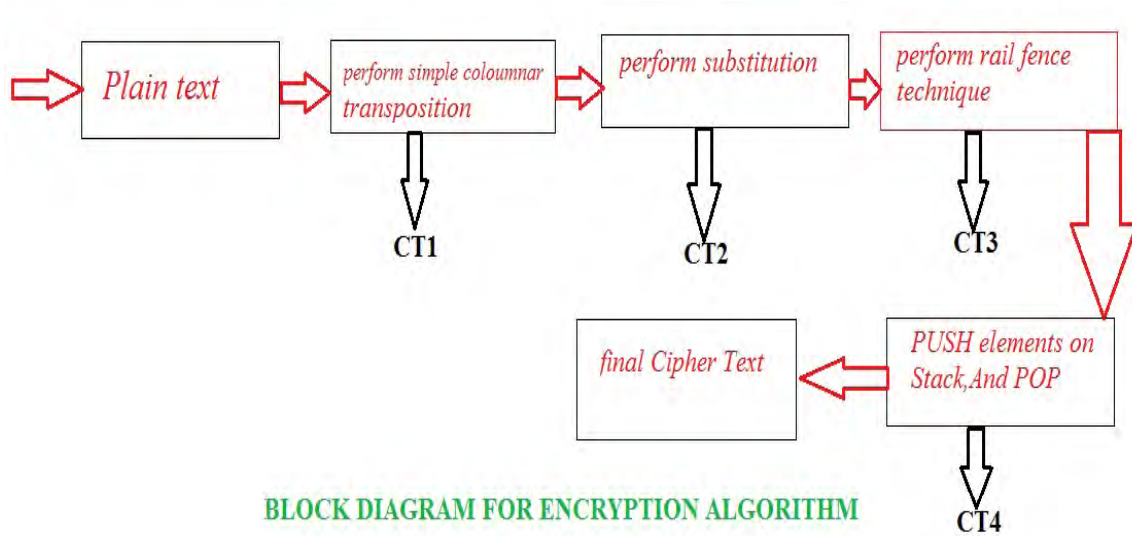 Plain text
perform simple coloumnar
transposition
perform substitution
perform rail fence
technique
CT1
CT2
CT3
final Cipher Text
PUSH elements on
Stack,And POP
CT4
BLOCK DIAGRAM FOR ENCRYPTION ALGORITHM